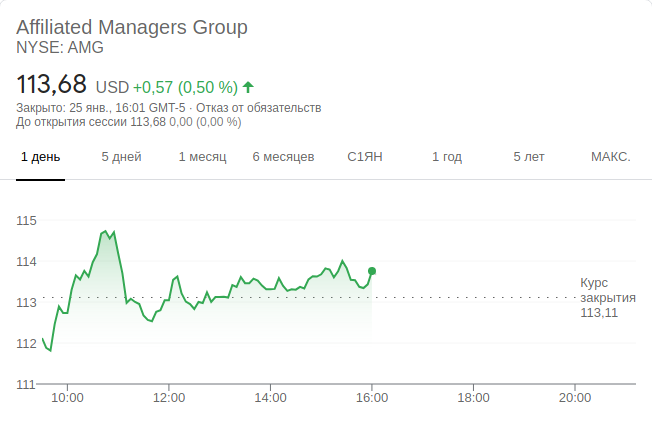 Affiliated Managers Group
NYSE: AMG
113,68 USD +0,57 (0,50 %)
Закрыто: 25 янв., 16:01 GMT-5 · Отказ от обязательств
До открытия сессии 113,68 0,00 (0,00 %)
1 день 5 дней 1 месяц 6 месяцев С1ЯН 1 год 5 лет МАКС.
115
114
113
112
111
Курс
закрытия
113,11
10:00 12:00 14:00 16:00 18:00 20:00